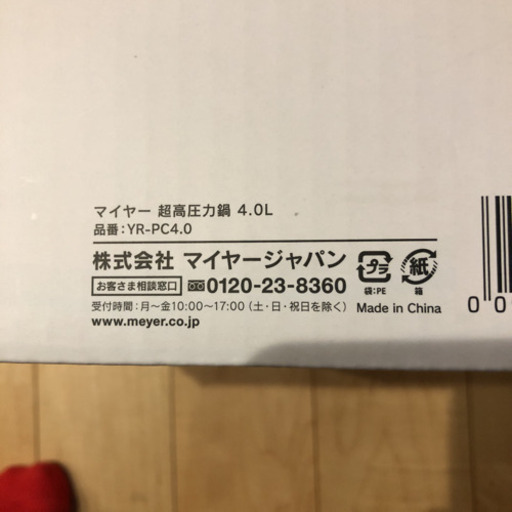 マイヤー 超高圧力鍋 4.0L
品番:YR-PC4.0
株式会社 マイヤージャパン
お客さま相談窓口 0120-23-8360
受付時間:月～金10:00～17:00(土・日・祝日を除く)
www.meyer.co.jp
プラ 紙
袋:PE 箱
Made in China
0 0